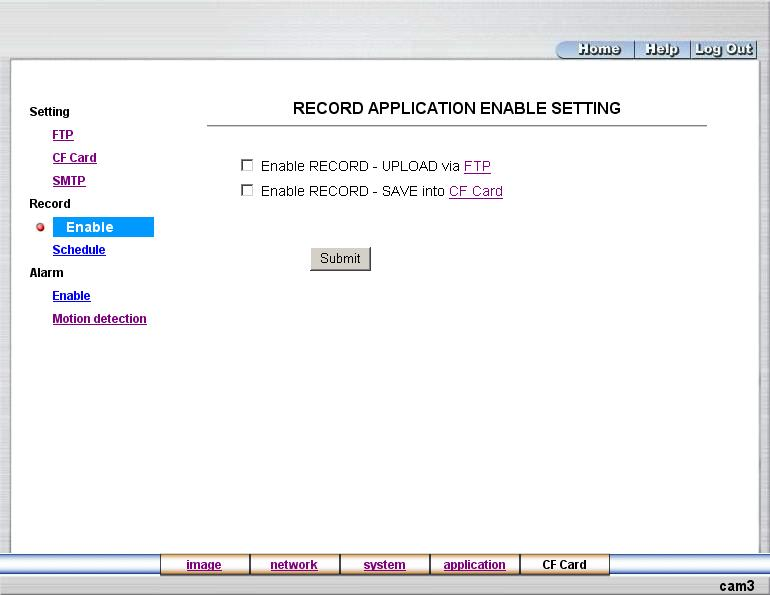 Home Help Log Out
Setting
FTP
CF Card
SMTP
Record
Enable
Schedule
Alarm
Enable
Motion detection
RECORD APPLICATION ENABLE SETTING
Enable RECORD - UPLOAD via FTP
Enable RECORD - SAVE into CF Card
Submit
image network system application CF Card
cam3